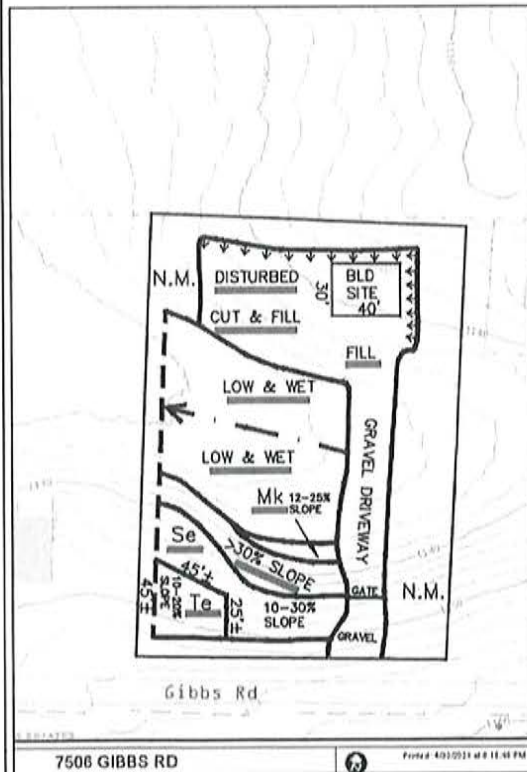 N.M.
DISTURBED
BLD
SITE
30'
40'
CUT & FILL
FILL
LOW & WET
LOW & WET
GRAVEL DRIVEWAY
Mk 12-25%
SLOPE
Se
>30% SLOPE
45'±
10-20%
SLOPE
45'±
Te
25'±
10-30%
SLOPE
GATE
N.M.
GRAVEL
Gibbs Rd
7506 GIBBS RD